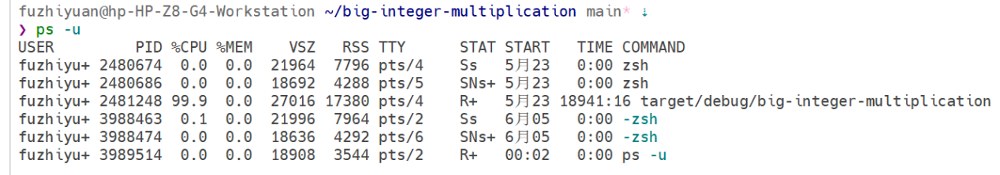 fuzhiyuan@hp-HP-Z8-G4-Workstation ~/big-integer-multiplication main* ⇣
❯ ps -u
USER PID %CPU %MEM VSZ RSS TTY STAT START TIME COMMAND
fuzhiyu+ 2480674 0.0 0.0 21964 7796 pts/4 Ss 5月23 0:00 zsh
fuzhiyu+ 2480686 0.0 0.0 18692 4288 pts/5 SNs+ 5月23 0:00 zsh
fuzhiyu+ 2481248 99.9 0.0 27016 17380 pts/4 R+ 5月23 18941:16 target/debug/big-integer-multiplication
fuzhiyu+ 3988463 0.1 0.0 21996 7964 pts/2 Ss 6月05 0:00 -zsh
fuzhiyu+ 3988474 0.0 0.0 18636 4292 pts/6 SNs+ 6月05 0:00 -zsh
fuzhiyu+ 3989514 0.0 0.0 18908 3544 pts/2 R+ 00:02 0:00 ps -u